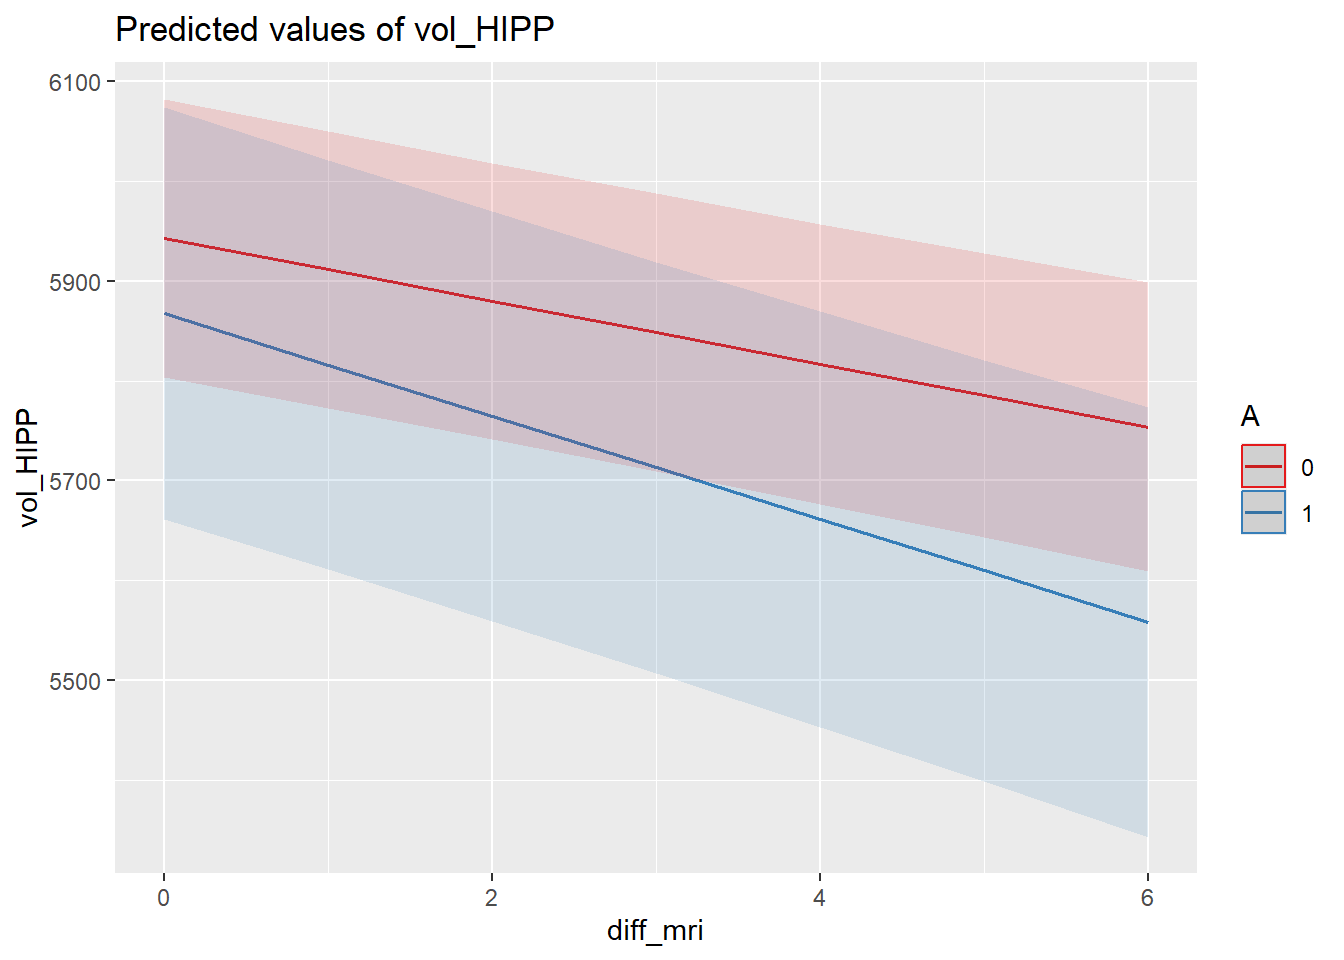 Predicted values of vol_HIPP
vol_HIPP
6100
5900
5700
5500
0
2
4
6
diff_mri
A
0
1